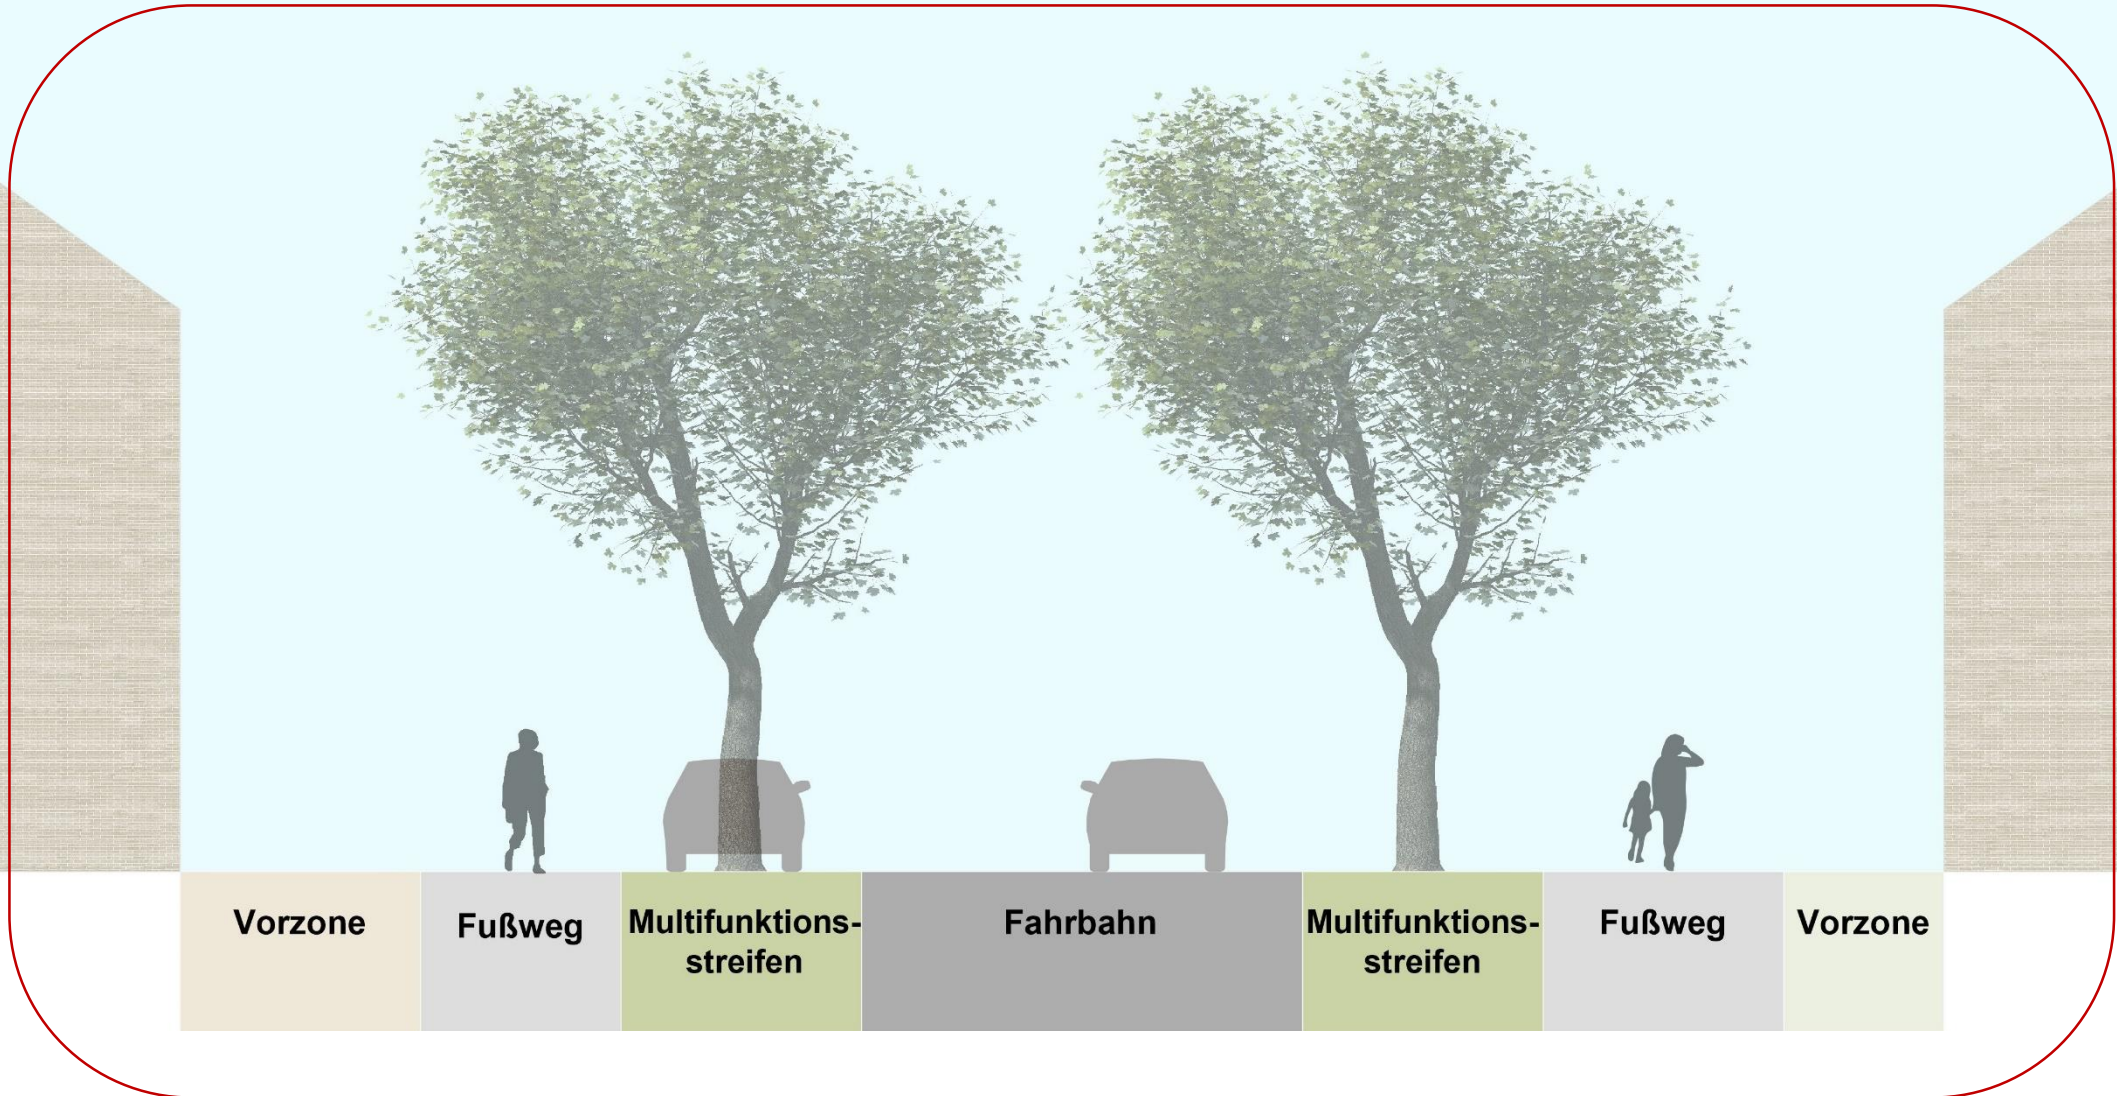 Vorzone
Fußweg
Multifunktions-
streifen
Fahrbahn
Multifunktions-
streifen
Fußweg
Vorzone